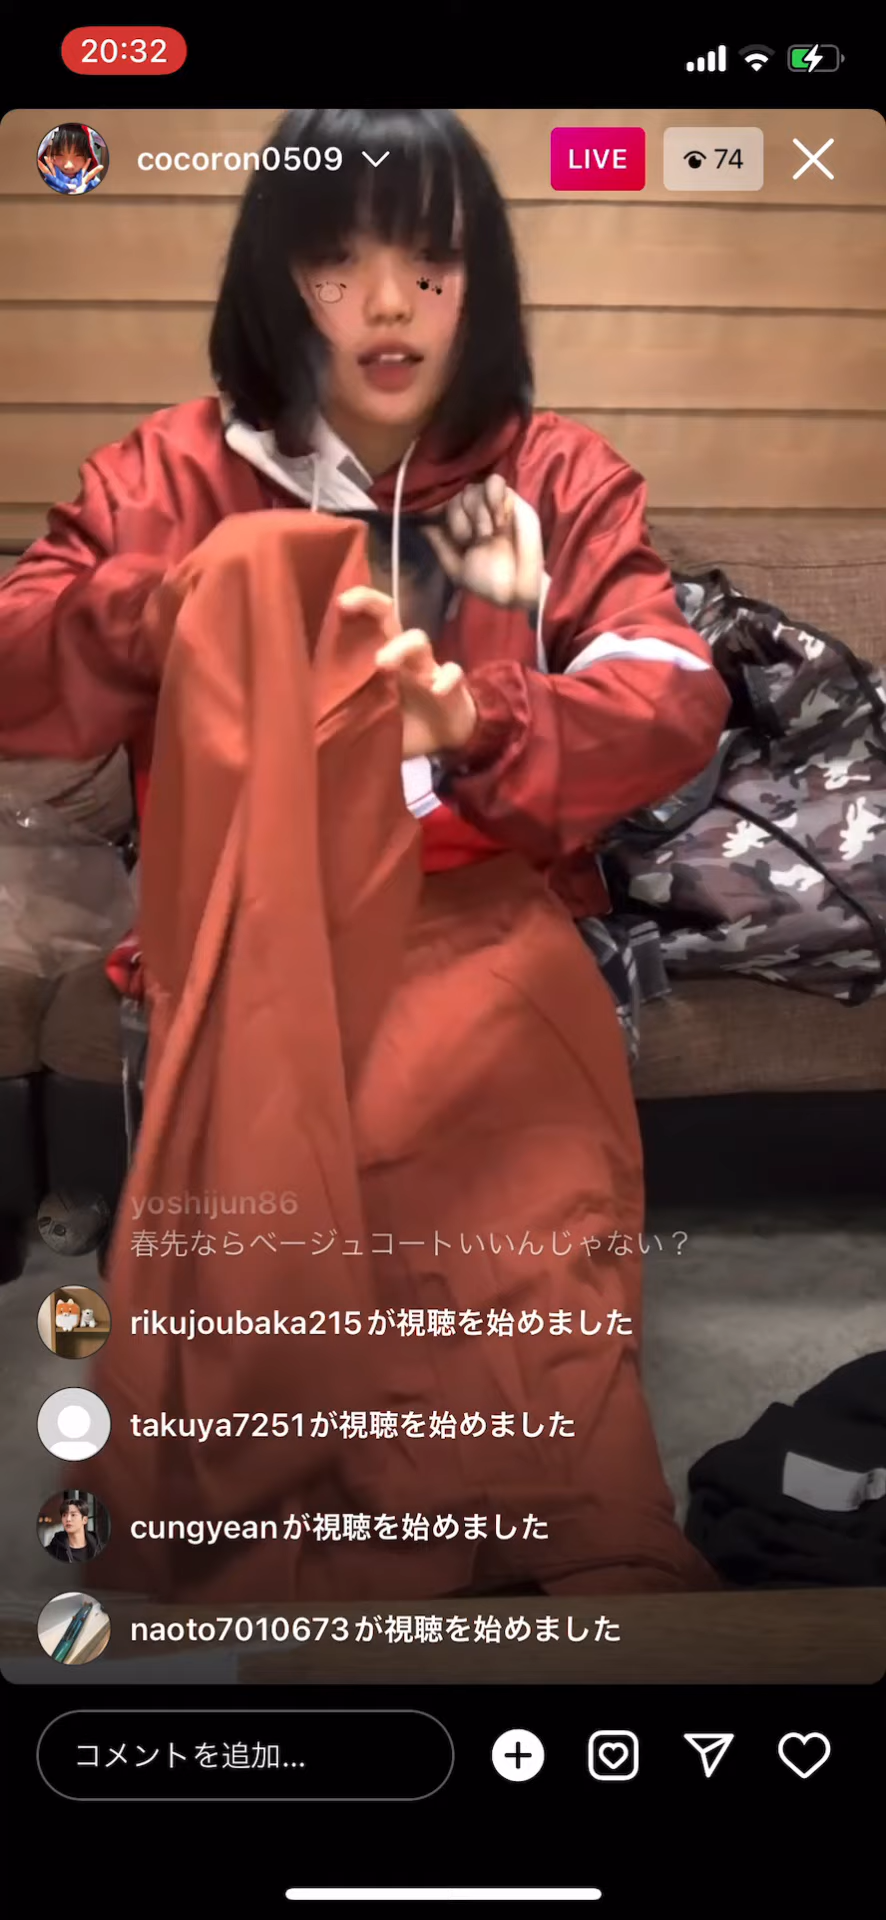 20:32
cocoron0509
LIVE
74
yoshijun86
春先ならベージュコートいいんじゃない？
rikujoubaka215が視聴を始めました
takuya7251が視聴を始めました
cungyeanが視聴を始めました
naoto7010673が視聴を始めました
コメントを追加...